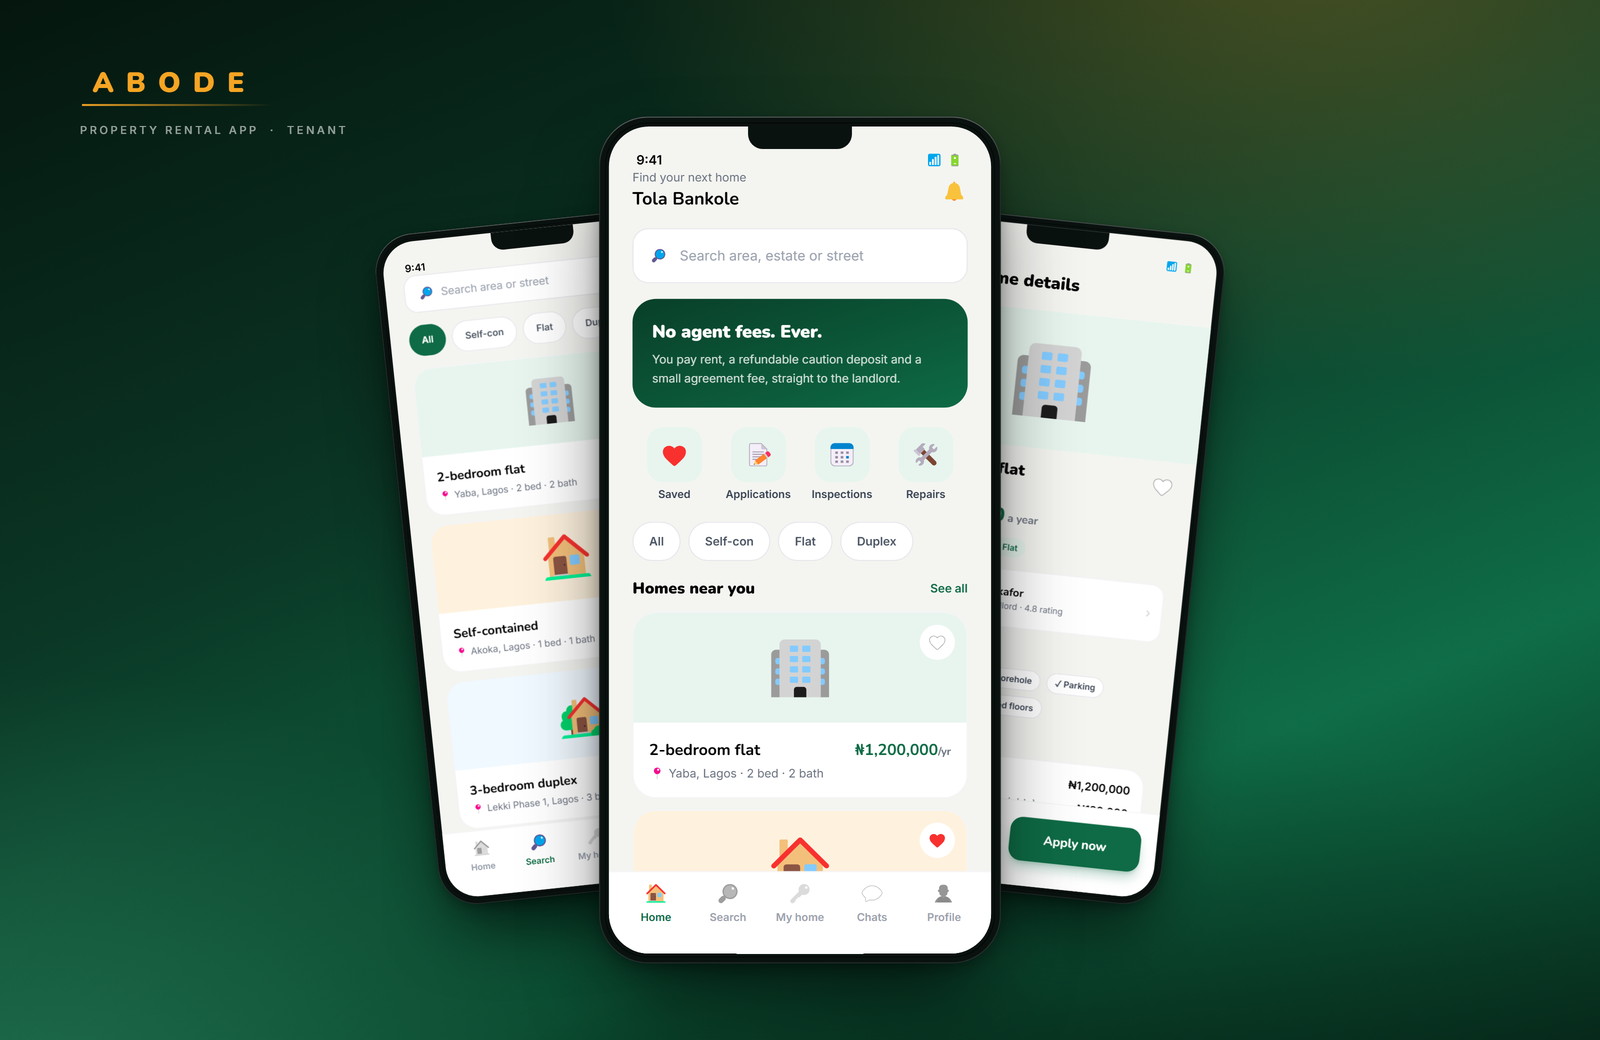 ABODE
PROPERTY RENTAL APP · TENANT
9:41
Search area or street
All
Self-con
Flat
2-bedroom flat
Yaba, Lagos · 2 bed · 2 bath
Self-contained
Akoka, Lagos · 1 bed · 1 bath
3-bedroom duplex
Lekki Phase 1, Lagos · 3 b
Home
Search
My h
9:41
Find your next home
Tola Bankole
Search area, estate or street
No agent fees. Ever.
You pay rent, a refundable caution deposit and a
small agreement fee, straight to the landlord.
Saved
Applications
Inspections
Repairs
All
Self-con
Flat
Duplex
Homes near you
See all
2-bedroom flat
₦1,200,000/yr
Yaba, Lagos · 2 bed · 2 bath
Home
Search
My home
Chats
Profile
me details
flat
a year
Flat
kafor
lord · 4.8 rating
orehole
✓ Parking
d floors
₦1,200,000
Apply now